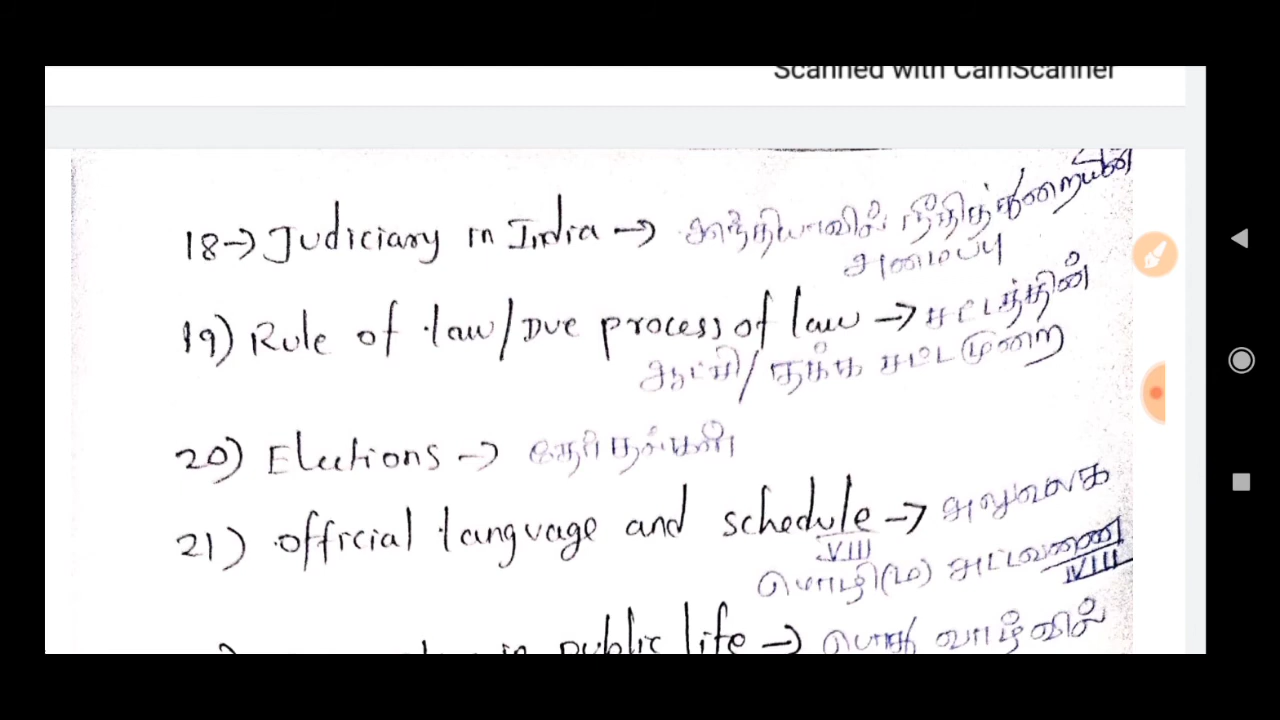 Scanned with CamScanner
18→ Judiciary in India → இந்தியாவில் நீதித்துறையின்
அமைப்பு
19) Rule of law/Due process of law → சட்டத்தின்
ஆட்சி/ தக்க சட்டமுறை
20) Elections → தேர்தல்கள்
21) official language and schedule → அலுவலக
VIII
மொழி(ம) அட்டவணை
VIII
in public life → பொது வாழ்வில்